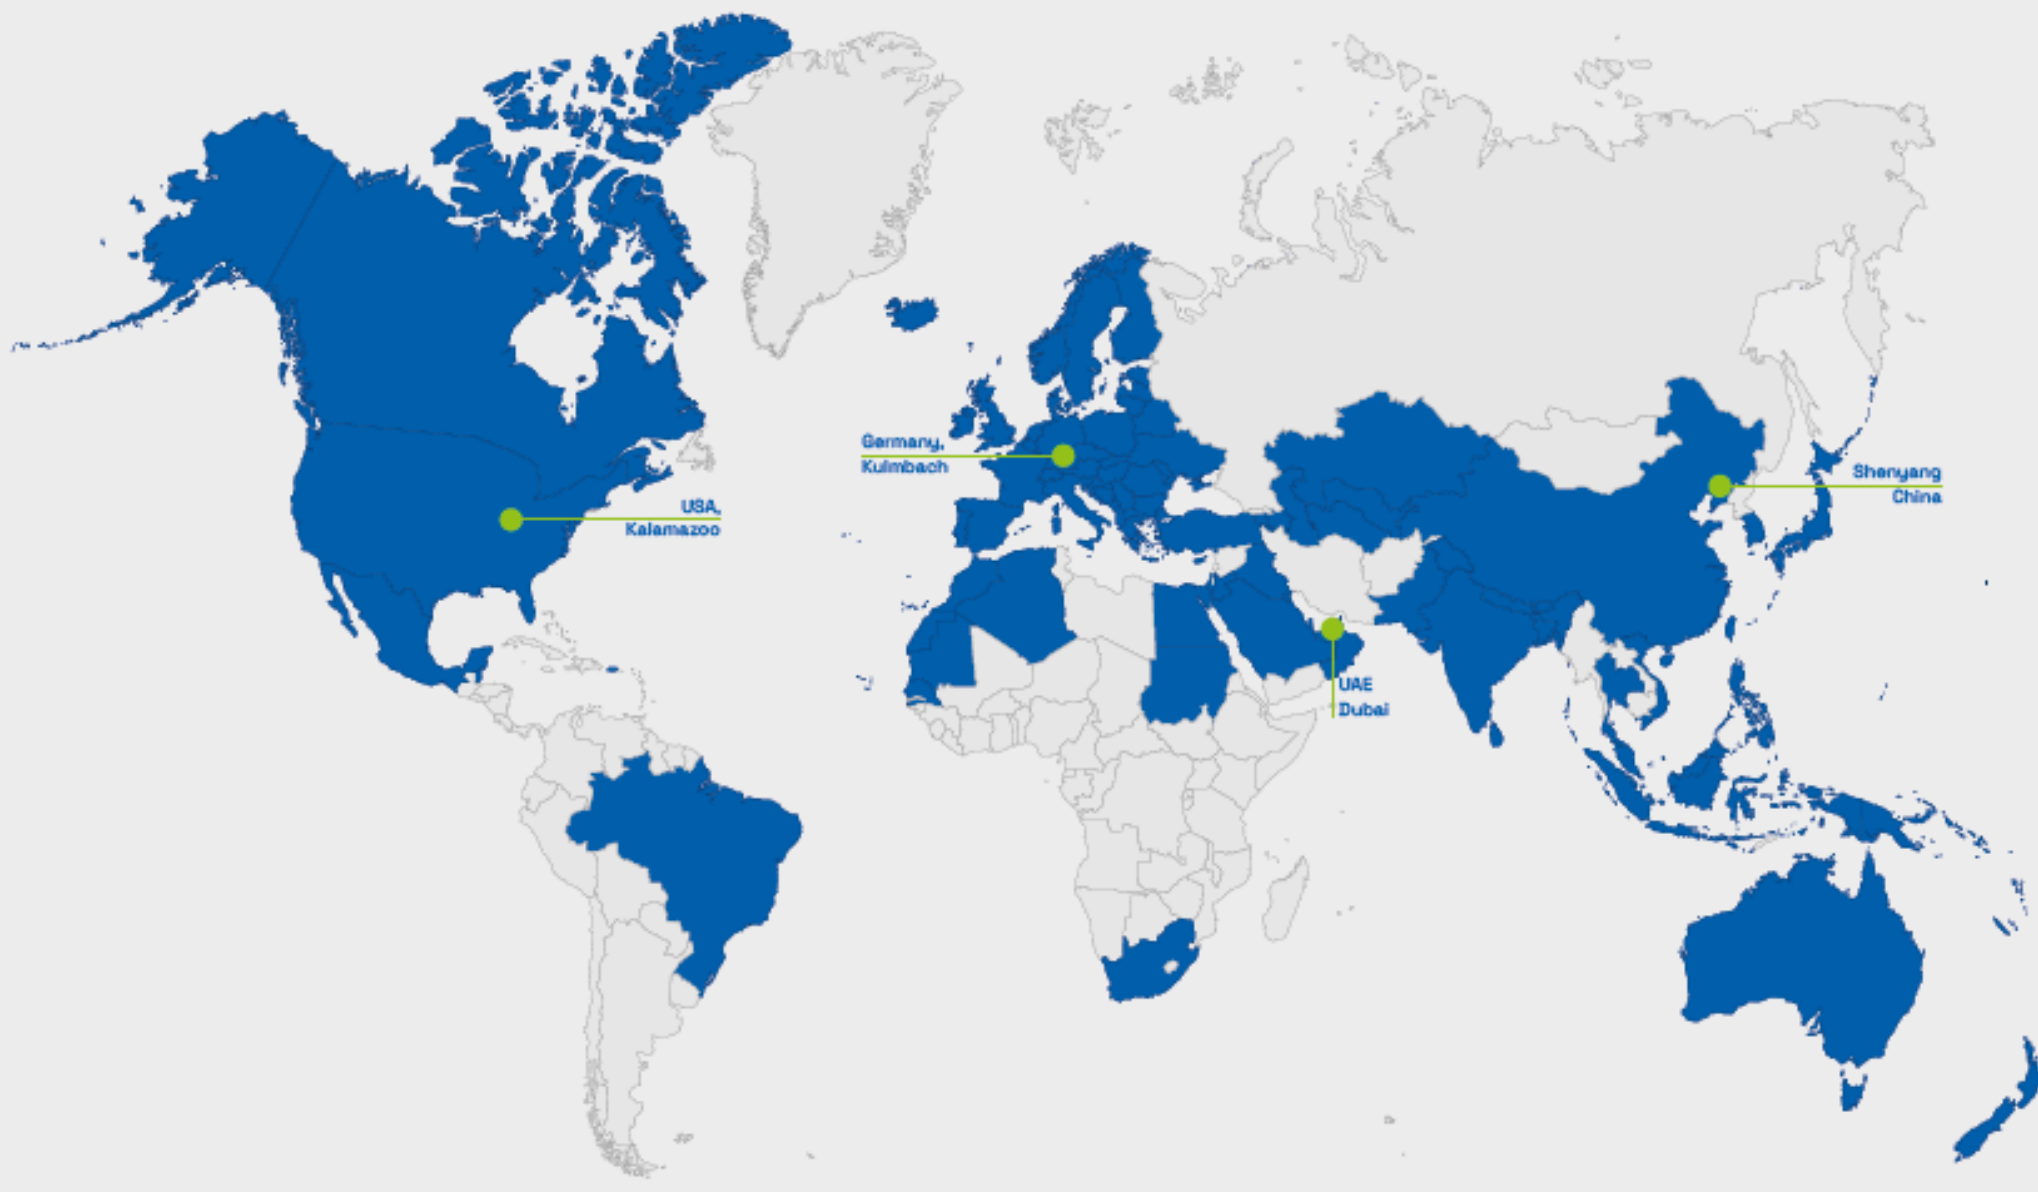 Germany,
Kulmbach
USA,
Kalamazoo
Shenyang
China
UAE
Dubai